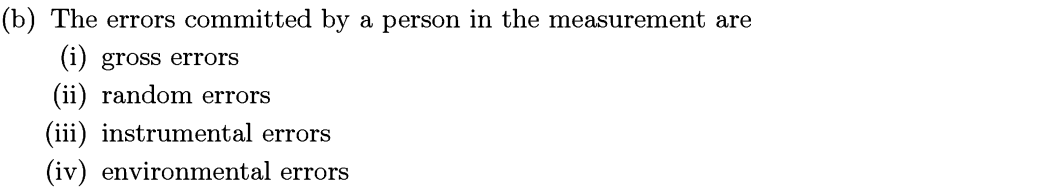 (b) The errors committed by a person in the measurement are
(i) gross errors
(ii) random errors
(iii) instrumental errors
(iv) environmental errors